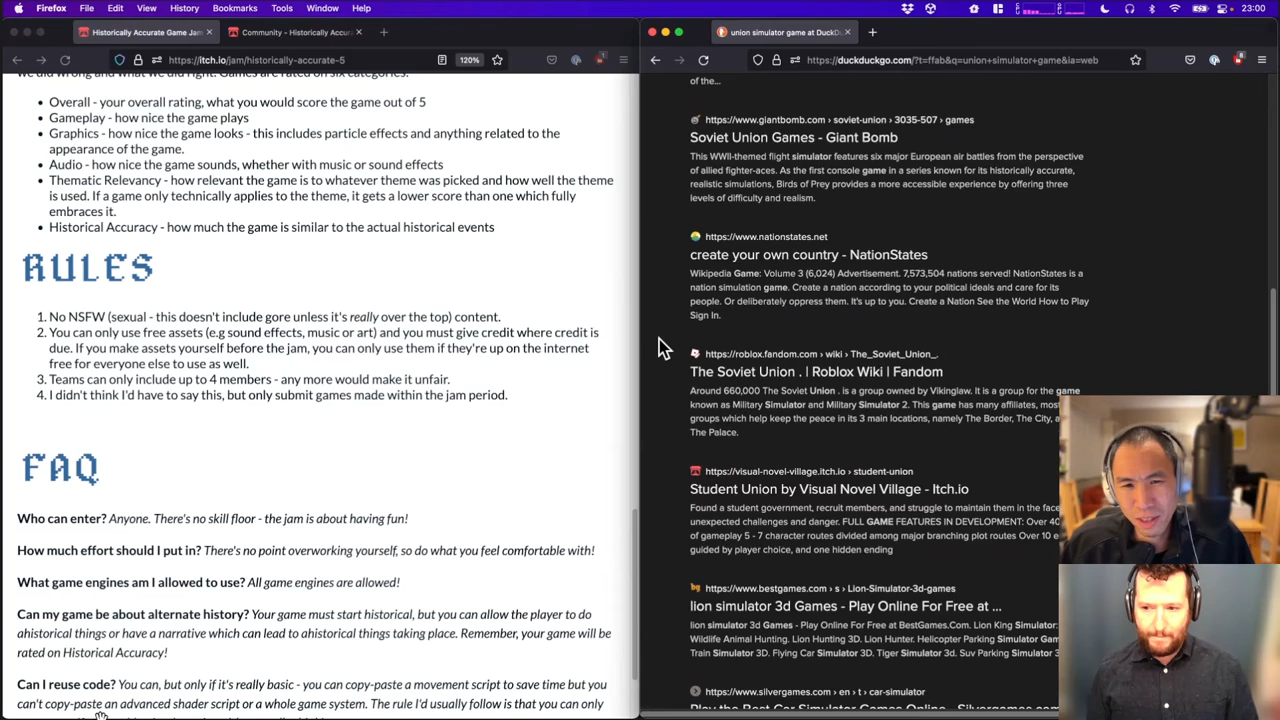 Firefox File Edit View History Bookmarks Tools Window Help 23:00
Historically Accurate Game Jam
Community - Historically Accura
https://itch.io/jam/historically-accurate-5 120%
we did wrong and what we did right. Games are rated on six categories.
• Overall - your overall rating, what you would score the game out of 5
• Gameplay - how nice the game plays
• Graphics - how nice the game looks - this includes particle effects and anything related to the
appearance of the game.
• Audio - how nice the game sounds, whether with music or sound effects
• Thematic Relevancy - how relevant the game is to whatever theme was picked and how well the theme
is used. If a game only technically applies to the theme, it gets a lower score than one which fully
embraces it.
• Historical Accuracy - how much the game is similar to the actual historical events
RULES
1. No NSFW (sexual - this doesn't include gore unless it's really over the top) content.
2. You can only use free assets (e.g sound effects, music or art) and you must give credit where credit is
due. If you make assets yourself before the jam, you can only use them if they're up on the internet
free for everyone else to use as well.
3. Teams can only include up to 4 members - any more would make it unfair.
4. I didn't think I'd have to say this, but only submit games made within the jam period.
FAQ
Who can enter? Anyone. There's no skill floor - the jam is about having fun!
How much effort should I put in? There's no point overworking yourself, so do what you feel comfortable with!
What game engines am I allowed to use? All game engines are allowed!
Can my game be about alternate history? Your game must start historical, but you can allow the player to do
ahistorical things or have a narrative which can lead to ahistorical things taking place. Remember, your game will be
rated on Historical Accuracy!
Can I reuse code? You can, but only if it's really basic - you can copy-paste a movement script to save time but you
can't copy-paste an advanced shader script or a whole game system. The rule I'd usually follow is that you can only
union simulator game at DuckDu
https://duckduckgo.com/?t=ffab&q=union+simulator+game&ia=web
of the...
https://www.giantbomb.com › soviet-union › 3035-507 › games
Soviet Union Games - Giant Bomb
This WWII-themed flight simulator features six major European air battles from the perspective
of allied fighter-aces. As the first console game in a series known for its historically accurate,
realistic simulations, Birds of Prey provides a more accessible experience by offering three
levels of difficulty and realism.
https://www.nationstates.net
create your own country - NationStates
Wikipedia Game: Volume 3 (6,024) Advertisement. 7,573,504 nations served! NationStates is a
nation simulation game. Create a nation according to your political ideals and care for its
people. Or deliberately oppress them. It's up to you. Create a Nation See the World How to Play
Sign In.
https://roblox.fandom.com › wiki › The_Soviet_Union_.
The Soviet Union . | Roblox Wiki | Fandom
Around 660,000 The Soviet Union . is a group owned by Vikinglaw. It is a group for the game
known as Military Simulator and Military Simulator 2. This game has many affiliates, most
groups which help keep the peace in its 3 main locations, namely The Border, The City, a
The Palace.
https://visual-novel-village.itch.io › student-union
Student Union by Visual Novel Village - Itch.io
Found a student government, recruit members, and struggle to maintain them in the face
unexpected challenges and danger. FULL GAME FEATURES IN DEVELOPMENT: Over 40
of gameplay 5 - 7 character routes divided among major branching plot routes Over 10 e
guided by player choice, and one hidden ending
https://www.bestgames.com › s › Lion-Simulator-3d-games
lion simulator 3d Games - Play Online For Free at ...
lion simulator 3d Games - Play Online For Free at BestGames.Com. Lion King Simulator:
Wildlife Animal Hunting. Lion Hunting 3D. Lion Hunter. Helicopter Parking Simulator Gam
Train Simulator 3D. Flying Car Simulator 3D. Tiger Simulator 3d. Suv Parking Simulator 3
https://www.silvergames.com › en › t › car-simulator
Play the Best Car Simulator Games Online - Silvergames